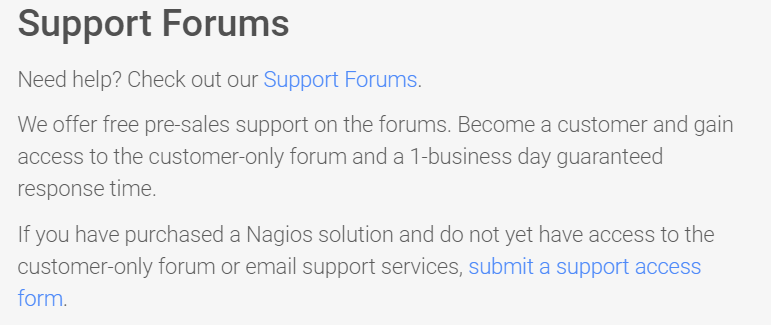 Support Forums
Need help? Check out our Support Forums.
We offer free pre-sales support on the forums. Become a customer and gain
access to the customer-only forum and a 1-business day guaranteed
response time.
If you have purchased a Nagios solution and do not yet have access to the
customer-only forum or email support services, submit a support access
form.